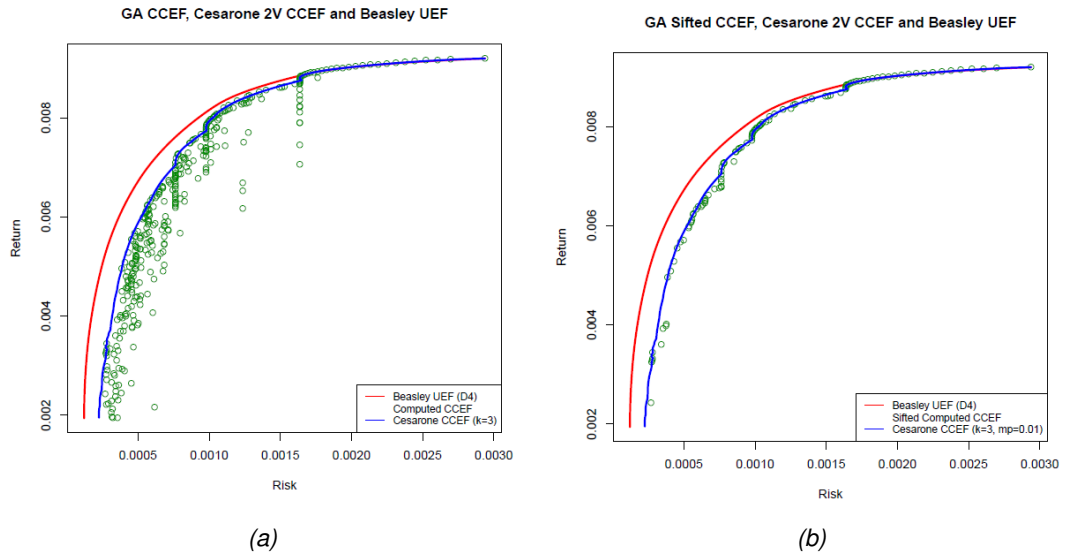 GA CCEF, Cesarone 2V CCEF and Beasley UEF
Return
0.008
0.006
0.004
0.002
Beasley UEF (D4)
Computed CCEF
Cesarone CCEF (k=3)
0.0005 0.0010 0.0015 0.0020 0.0025 0.0030
Risk
(a)
GA Sifted CCEF, Cesarone 2V CCEF and Beasley UEF
Return
0.008
0.006
0.004
0.002
Beasley UEF (D4)
Sifted Computed CCEF
Cesarone CCEF (k=3, mp=0.01)
0.0005 0.0010 0.0015 0.0020 0.0025 0.0030
Risk
(b)